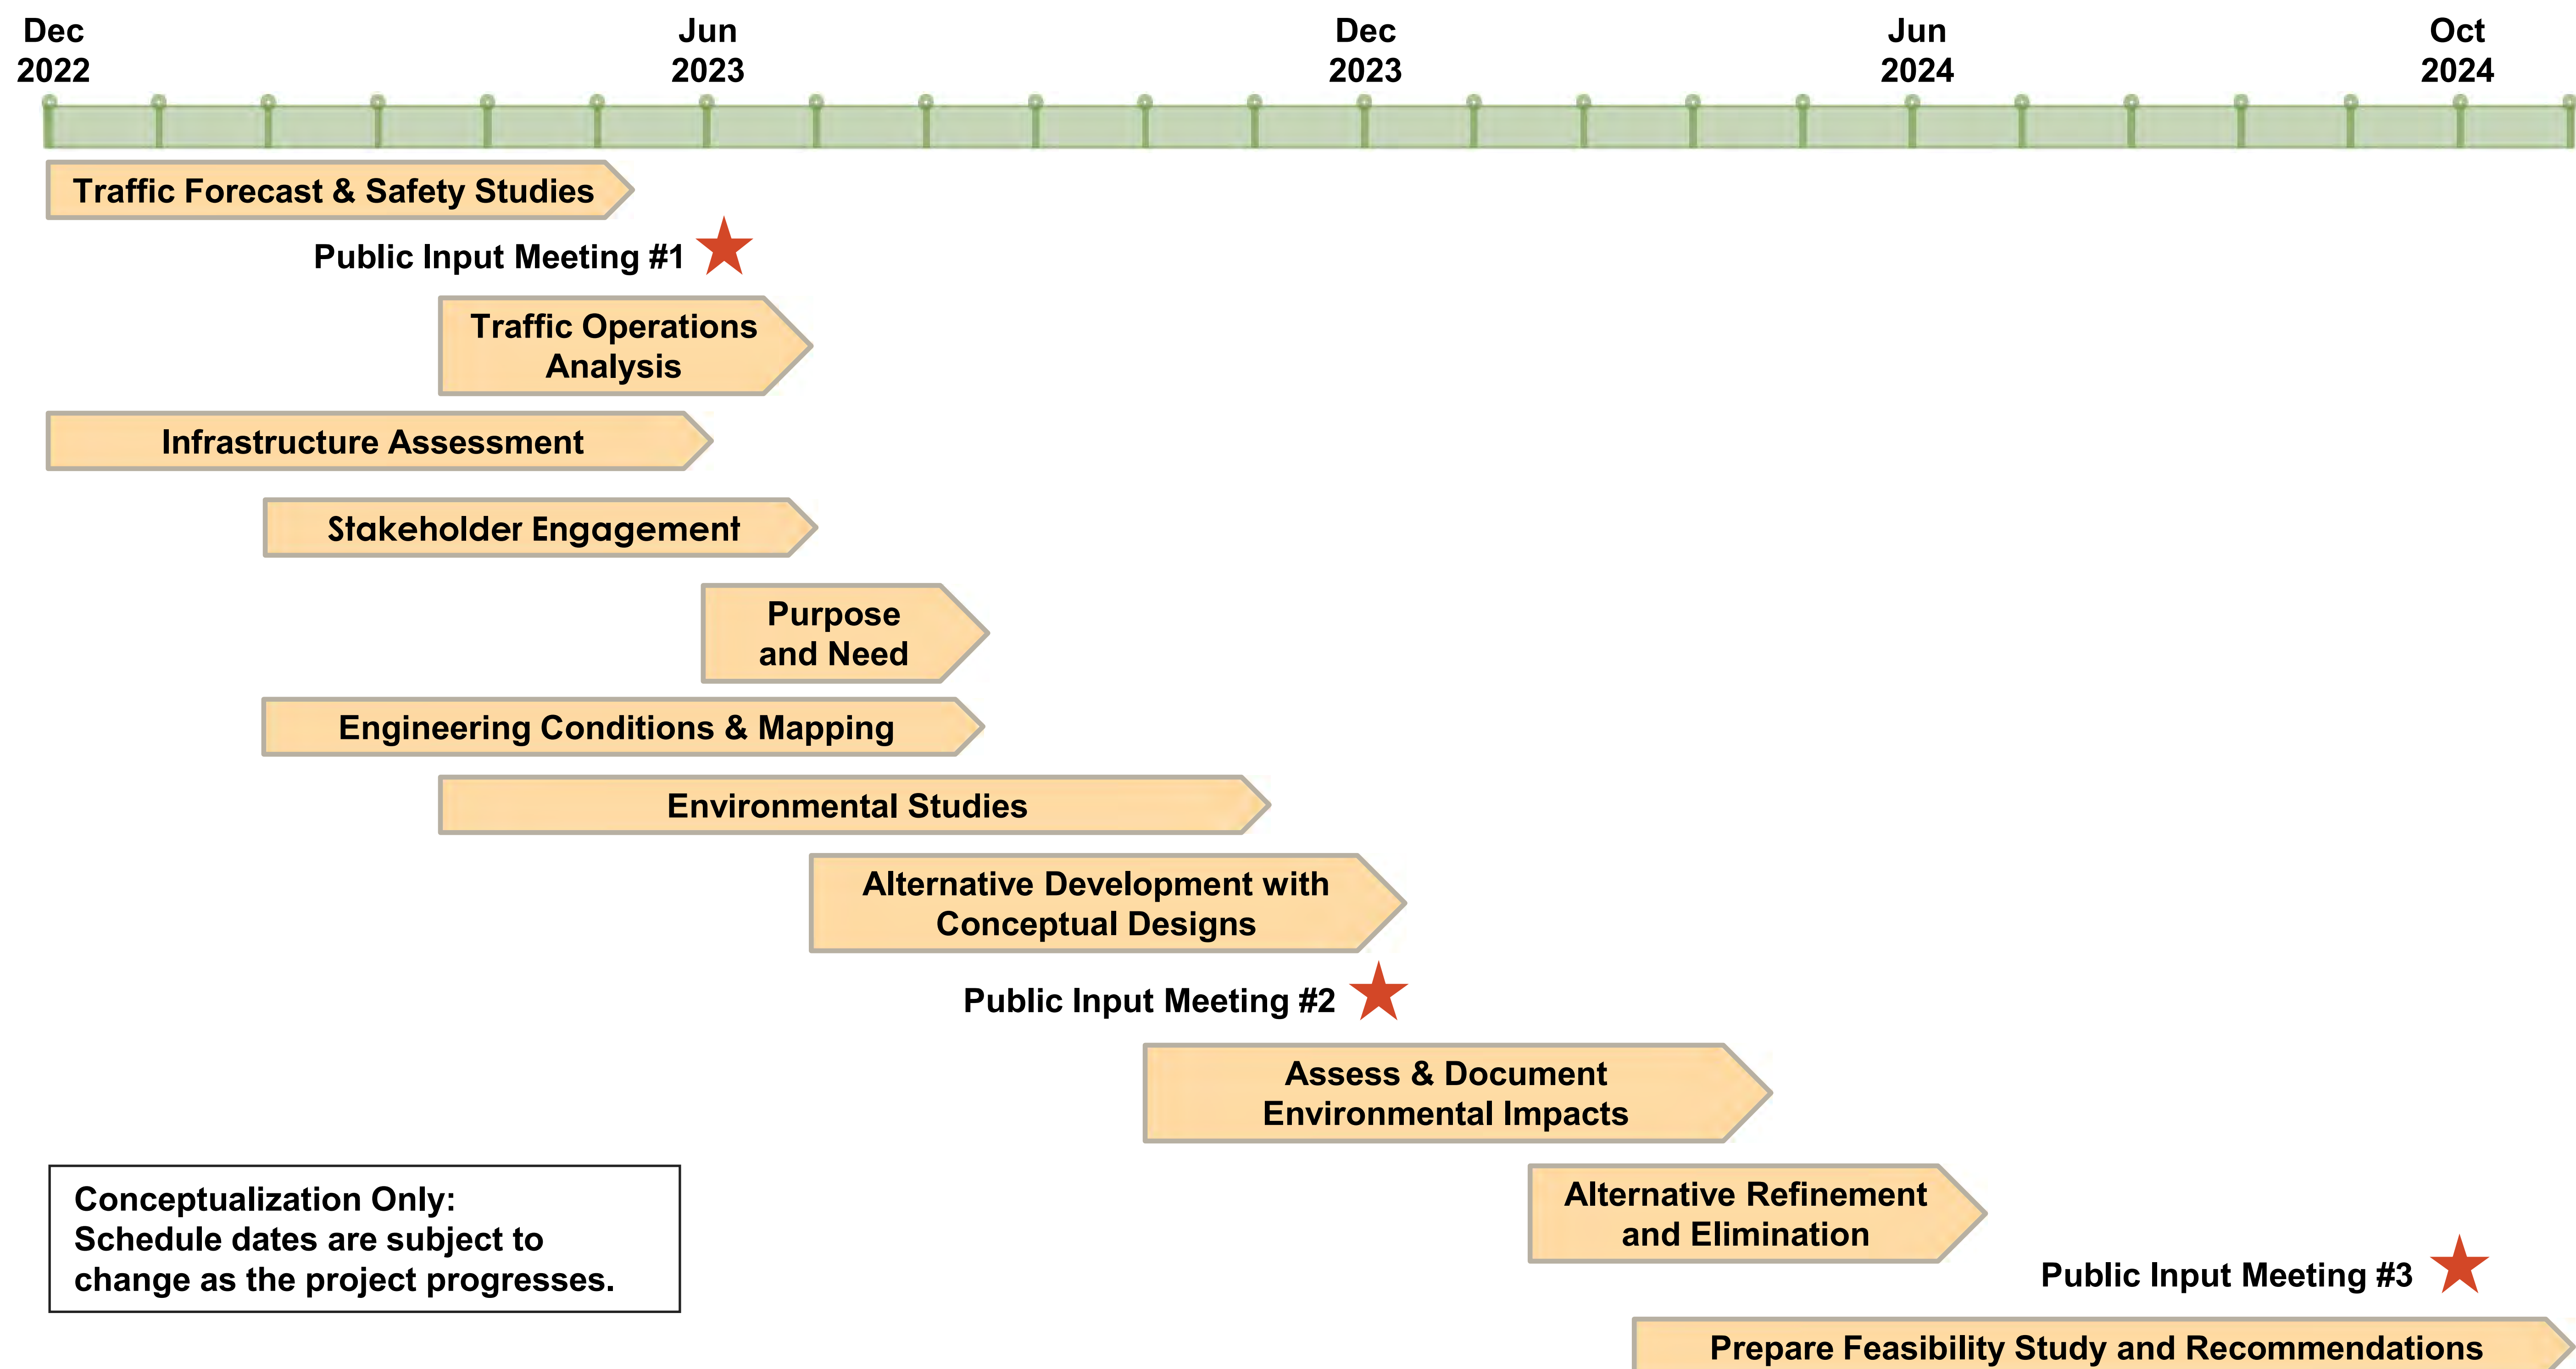 Dec
2022
Jun
2023
Dec
2023
Jun
2024
Oct
2024
Traffic Forecast & Safety Studies
Public Input Meeting #1
Traffic Operations
Analysis
Infrastructure Assessment
Stakeholder Engagement
Purpose
and Need
Engineering Conditions & Mapping
Environmental Studies
Alternative Development with
Conceptual Designs
Public Input Meeting #2
Assess & Document
Environmental Impacts
Conceptualization Only:
Schedule dates are subject to
change as the project progresses.
Alternative Refinement
and Elimination
Public Input Meeting #3
Prepare Feasibility Study and Recommendations